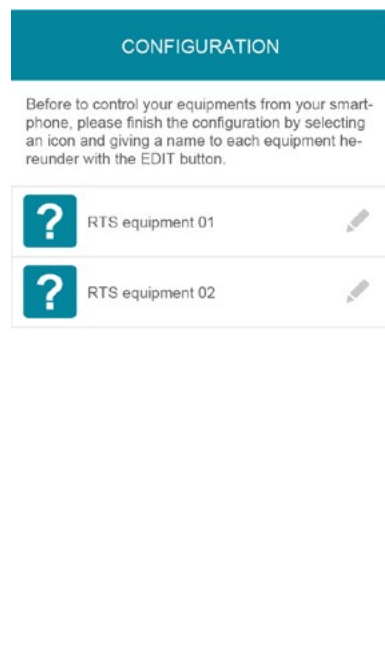 CONFIGURATION
Before to control your equipments from your smart-
phone, please finish the configuration by selecting
an icon and giving a name to each equipment he-
reunder with the EDIT button.
?
RTS equipment 01
?
RTS equipment 02